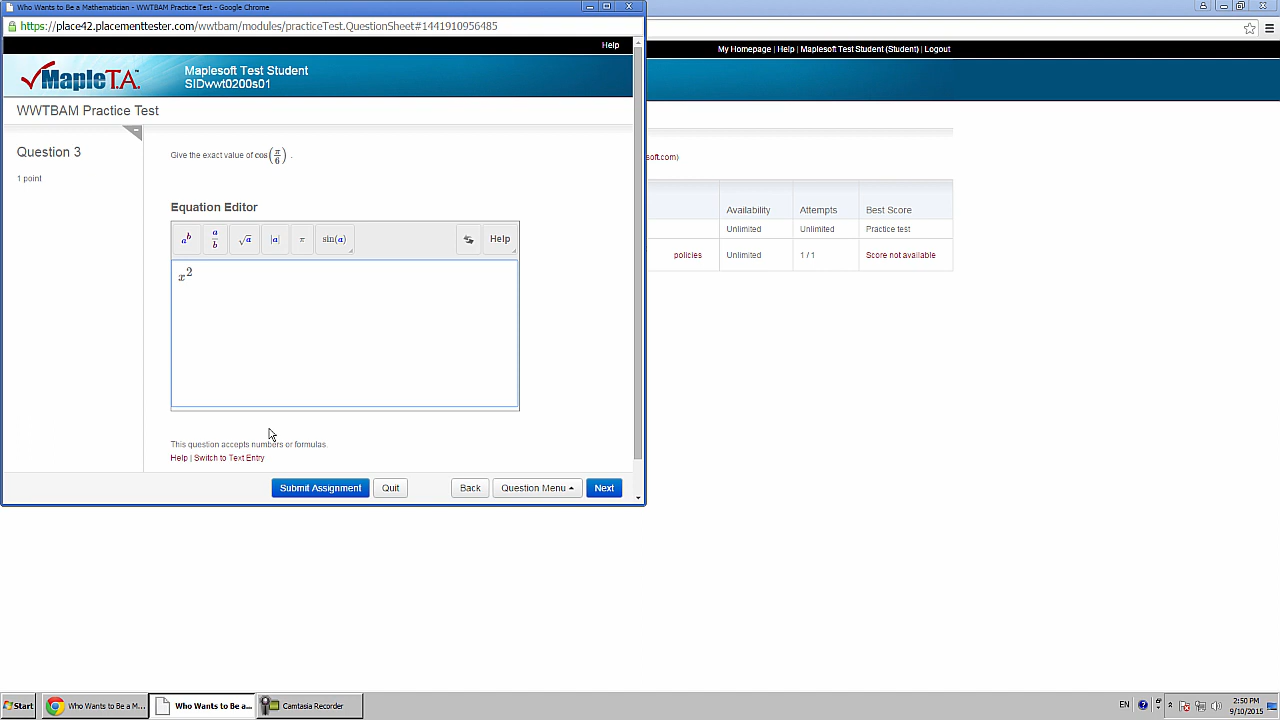 Who Wants to Be a Mathematician - WWTBAM Practice Test - Google Chrome
https://place42.placementtester.com/wwtbam/modules/practiceTest.QuestionSheet#1441910956485
Help
My Homepage | Help | Maplesoft Test Student (Student) | Logout
MapleT.A.
Maplesoft Test Student
SIDwwt0200s01
WWTBAM Practice Test
Question 3
1 point
Give the exact value of cos(π/6) .
soft.com)
Equation Editor
Availability Attempts Best Score
Unlimited Unlimited Practice test
policies Unlimited 1 / 1 Score not available
a^b a/b √a |a| π sin(a) Help
x^2
This question accepts numbers or formulas.
Help | Switch to Text Entry
Submit Assignment Quit Back Question Menu Next
Start Who Wants to Be a M... Who Wants to Be a... Camtasia Recorder EN 2:50 PM
9/10/2015